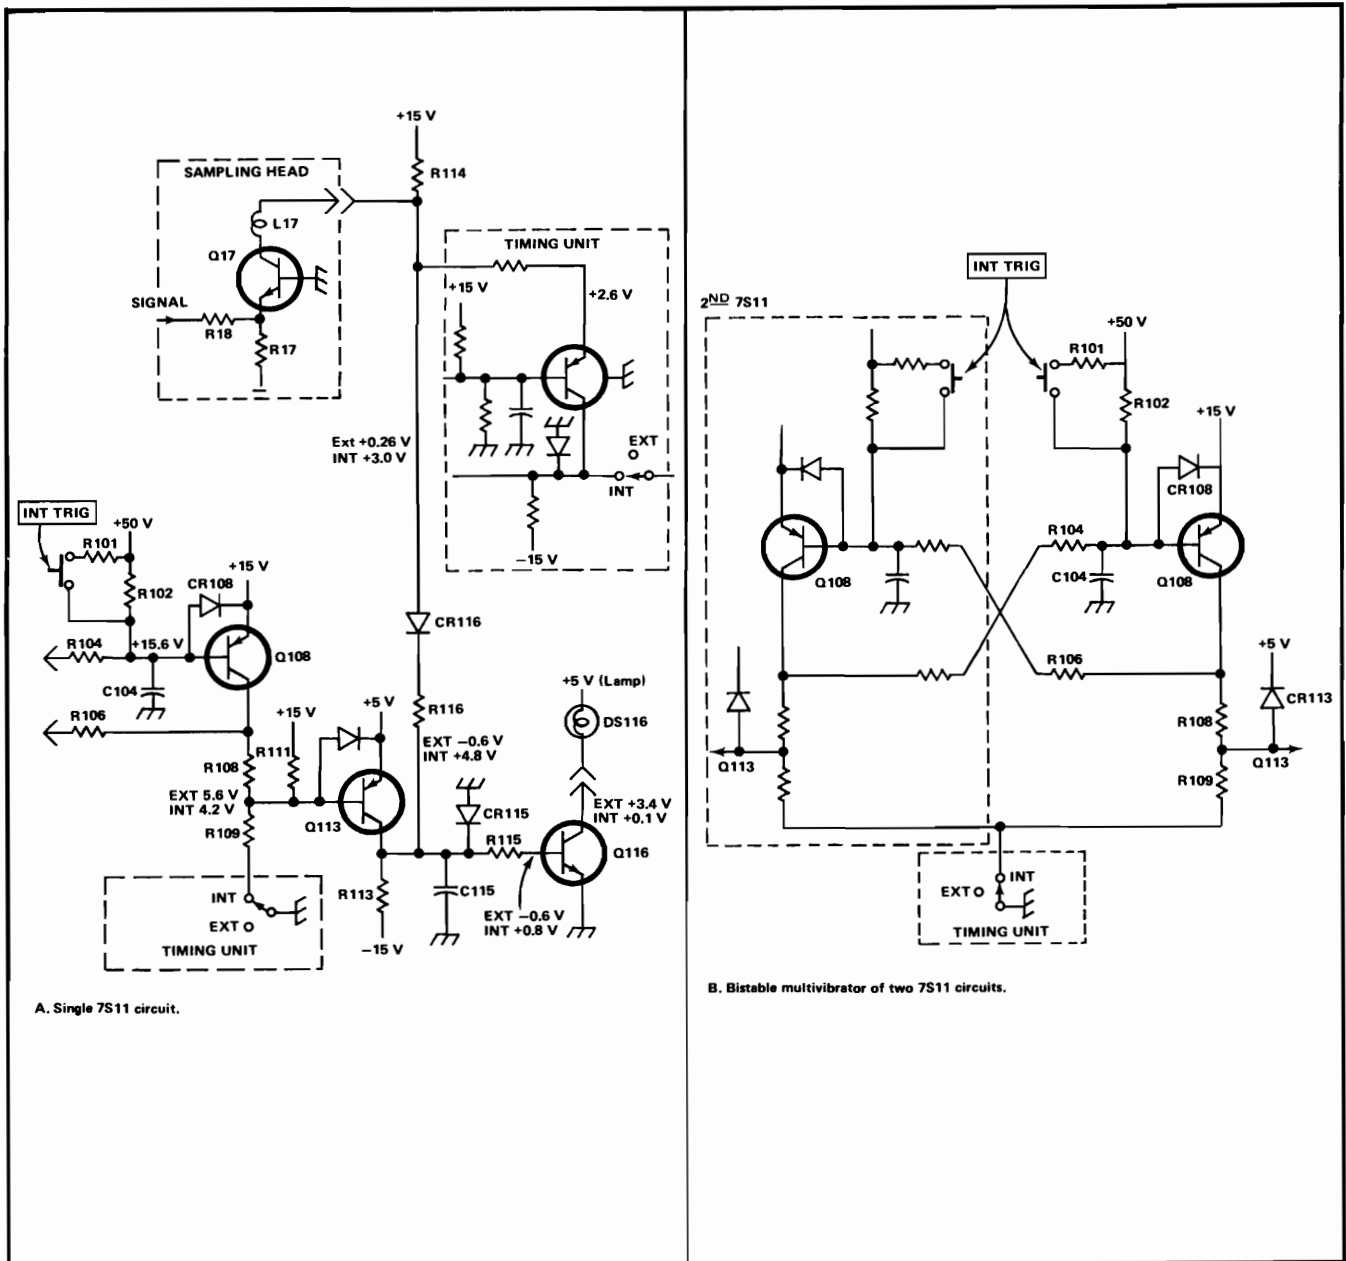 +15 V
R114
SAMPLING HEAD
L17
Q17
SIGNAL
R18
R17
TIMING UNIT
+15 V
+2.6 V
EXT
INT
−15 V
Ext +0.26 V
INT +3.0 V
INT TRIG
+50 V
R101
R102
+15 V
CR108
R104
+15.6 V
Q108
C104
R106
+15 V
R111
+5 V
R108
EXT 5.6 V
INT 4.2 V
R109
Q113
CR116
R116
EXT −0.6 V
INT +4.8 V
CR115
R115
+5 V (Lamp)
DS116
EXT +3.4 V
INT +0.1 V
Q116
R113
C115
EXT −0.6 V
INT +0.8 V
−15 V
INT
EXT
TIMING UNIT
A. Single 7S11 circuit.
INT TRIG
2ND 7S11
+50 V
R101
R102
+15 V
CR108
R104
C104
Q108
Q108
R106
+5 V
CR113
R108
Q113
Q113
R109
INT
EXT
TIMING UNIT
B. Bistable multivibrator of two 7S11 circuits.